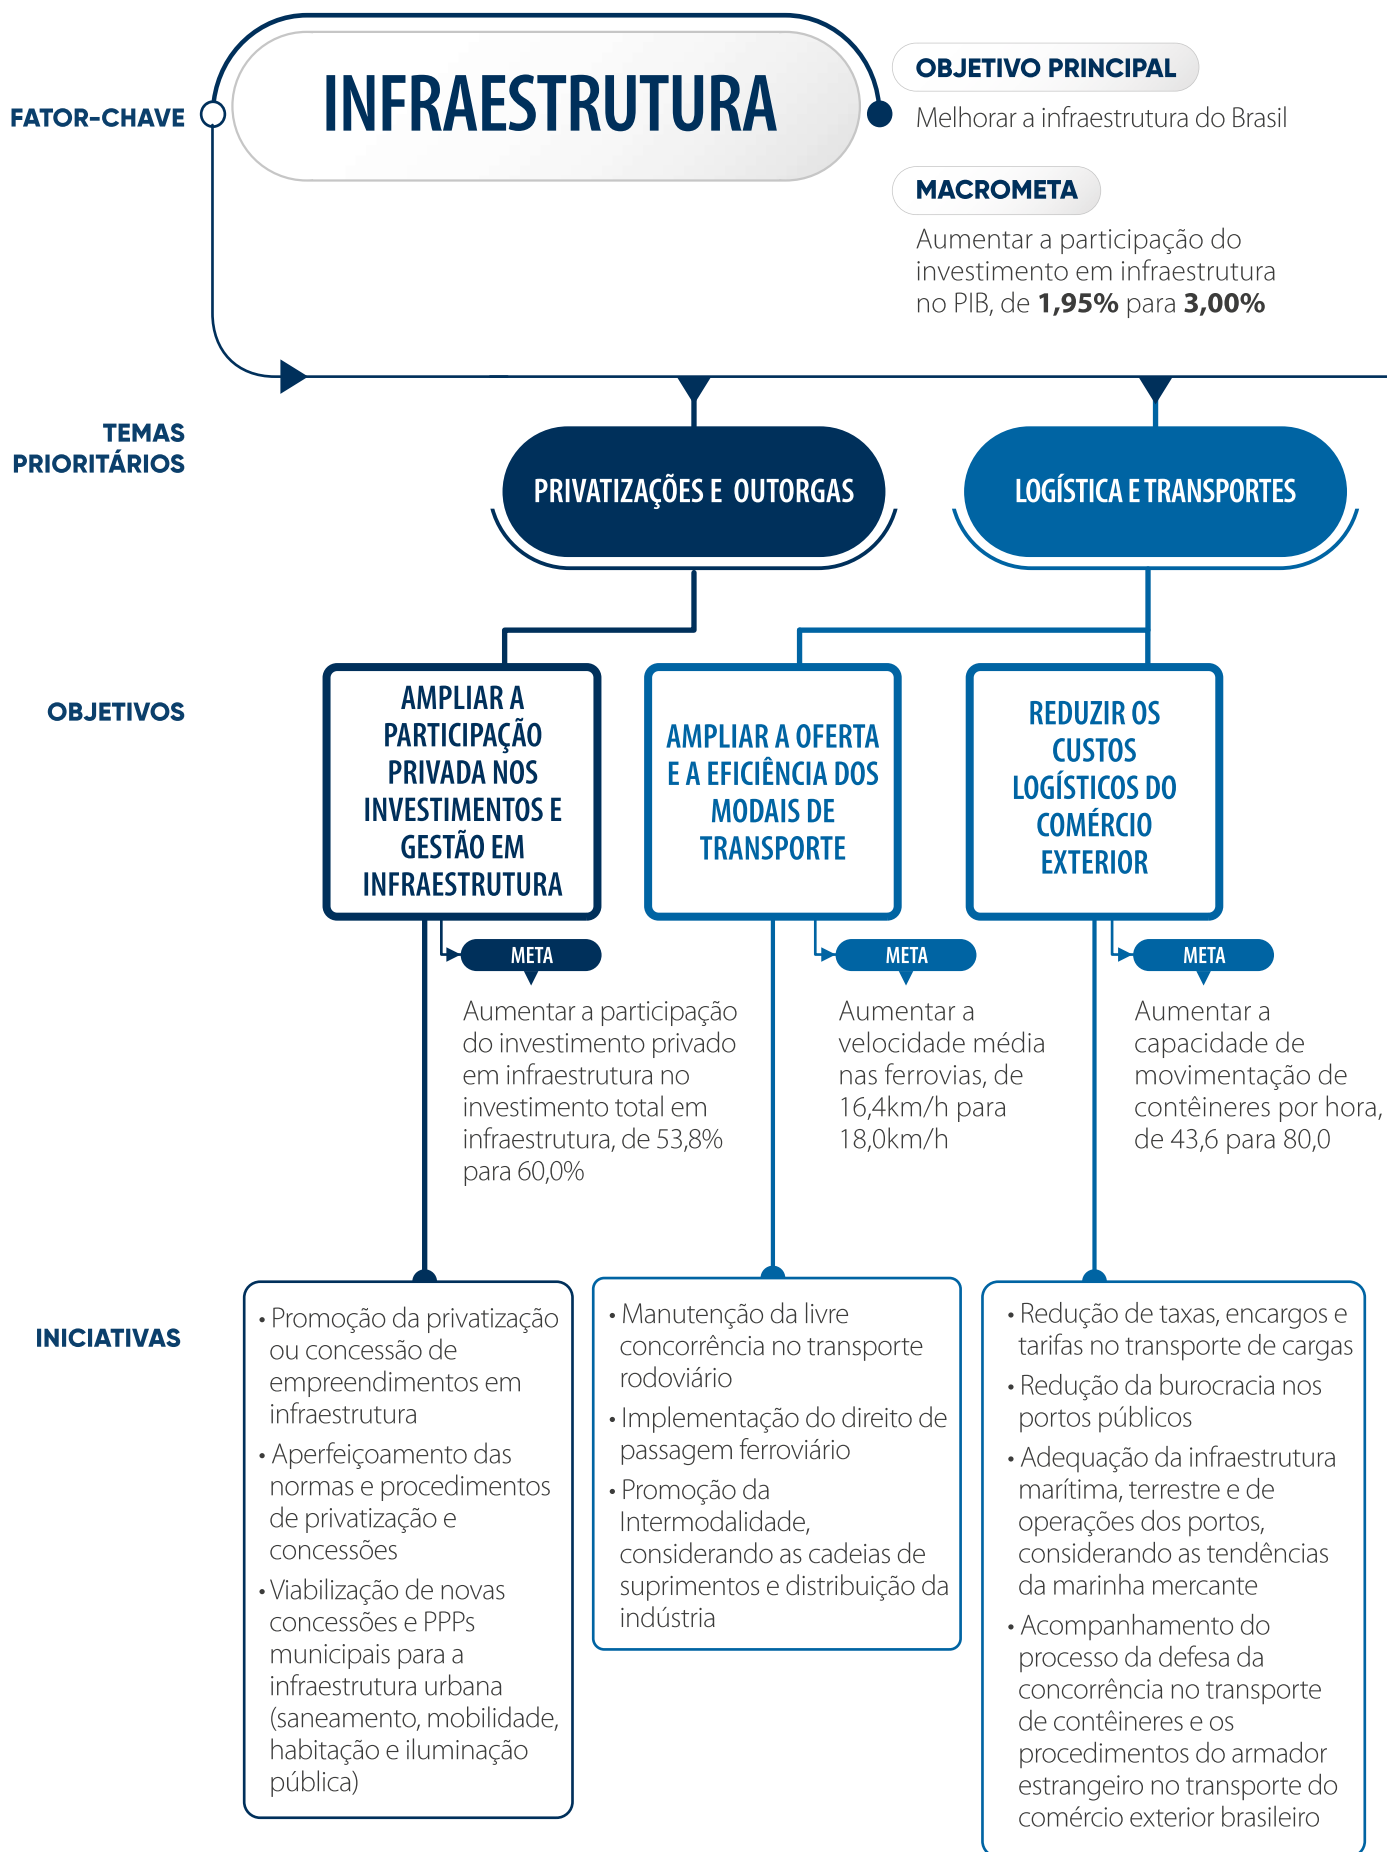 FATOR-CHAVE
INFRAESTRUTURA
OBJETIVO PRINCIPAL
Melhorar a infraestrutura do Brasil
MACROMETA
Aumentar a participação do
investimento em infraestrutura
no PIB, de 1,95% para 3,00%
TEMAS
PRIORITÁRIOS
PRIVATIZAÇÕES E OUTORGAS
LOGÍSTICA E TRANSPORTES
OBJETIVOS
AMPLIAR A
PARTICIPAÇÃO
PRIVADA NOS
INVESTIMENTOS E
GESTÃO EM
INFRAESTRUTURA
META
Aumentar a participação
do investimento privado
em infraestrutura no
investimento total em
infraestrutura, de 53,8%
para 60,0%
AMPLIAR A OFERTA
E A EFICIÊNCIA DOS
MODAIS DE
TRANSPORTE
META
Aumentar a
velocidade média
nas ferrovias, de
16,4km/h para
18,0km/h
REDUZIR OS
CUSTOS
LOGÍSTICOS DO
COMÉRCIO
EXTERIOR
META
Aumentar a
capacidade de
movimentação de
contêineres por hora,
de 43,6 para 80,0
INICIATIVAS
• Promoção da privatização
ou concessão de
empreendimentos em
infraestrutura
• Aperfeiçoamento das
normas e procedimentos
de privatização e
concessões
• Viabilização de novas
concessões e PPPs
municipais para a
infraestrutura urbana
(saneamento, mobilidade,
habitação e iluminação
pública)
• Manutenção da livre
concorrência no transporte
rodoviário
• Implementação do direito de
passagem ferroviário
• Promoção da
Intermodalidade,
considerando as cadeias de
suprimentos e distribuição da
indústria
• Redução de taxas, encargos e
tarifas no transporte de cargas
• Redução da burocracia nos
portos públicos
• Adequação da infraestrutura
marítima, terrestre e de
operações dos portos,
considerando as tendências
da marinha mercante
• Acompanhamento do
processo da defesa da
concorrência no transporte
de contêineres e os
procedimentos do armador
estrangeiro no transporte do
comércio exterior brasileiro